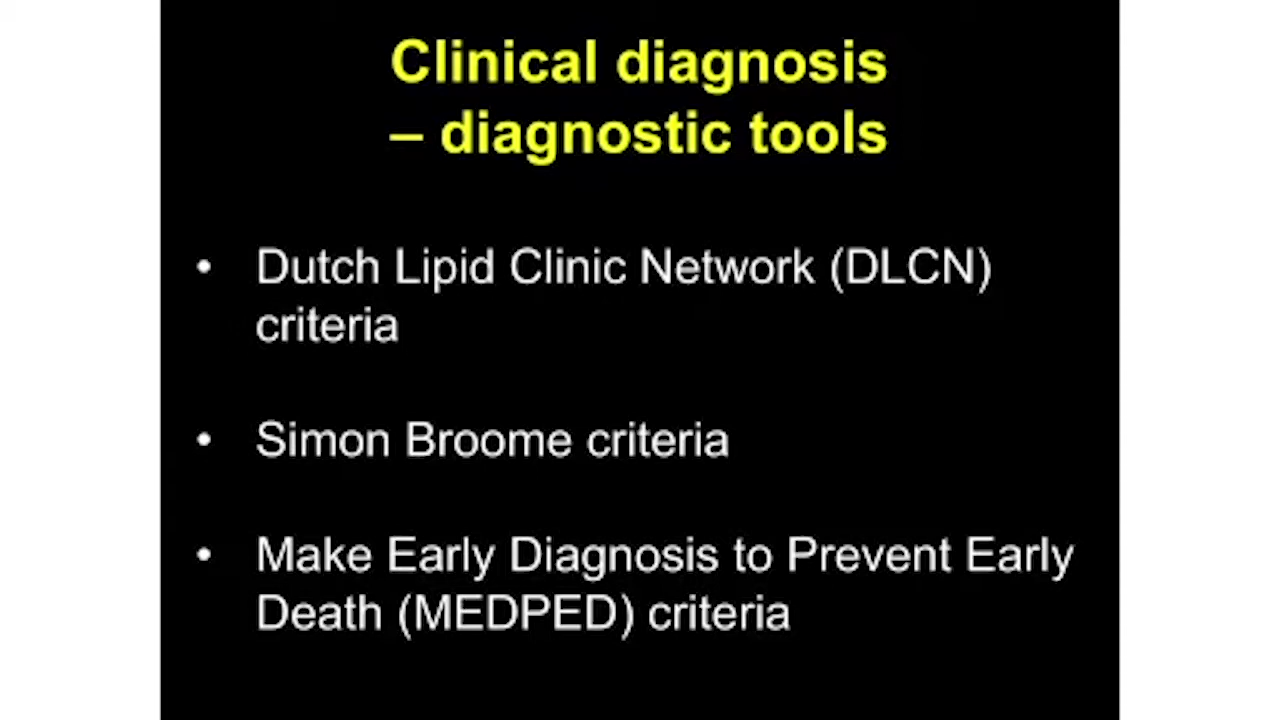 Clinical diagnosis
– diagnostic tools
• Dutch Lipid Clinic Network (DLCN)
criteria
• Simon Broome criteria
• Make Early Diagnosis to Prevent Early
Death (MEDPED) criteria